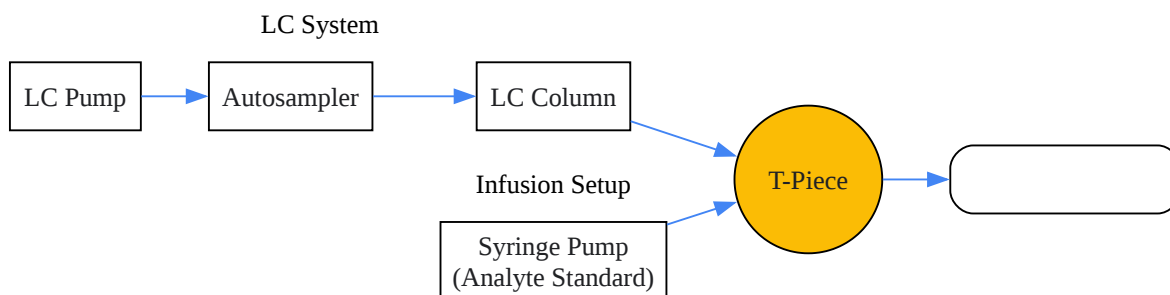 LC System
LC Pump
Autosampler
LC Column
T-Piece
Infusion Setup
Syringe Pump
(Analyte Standard)